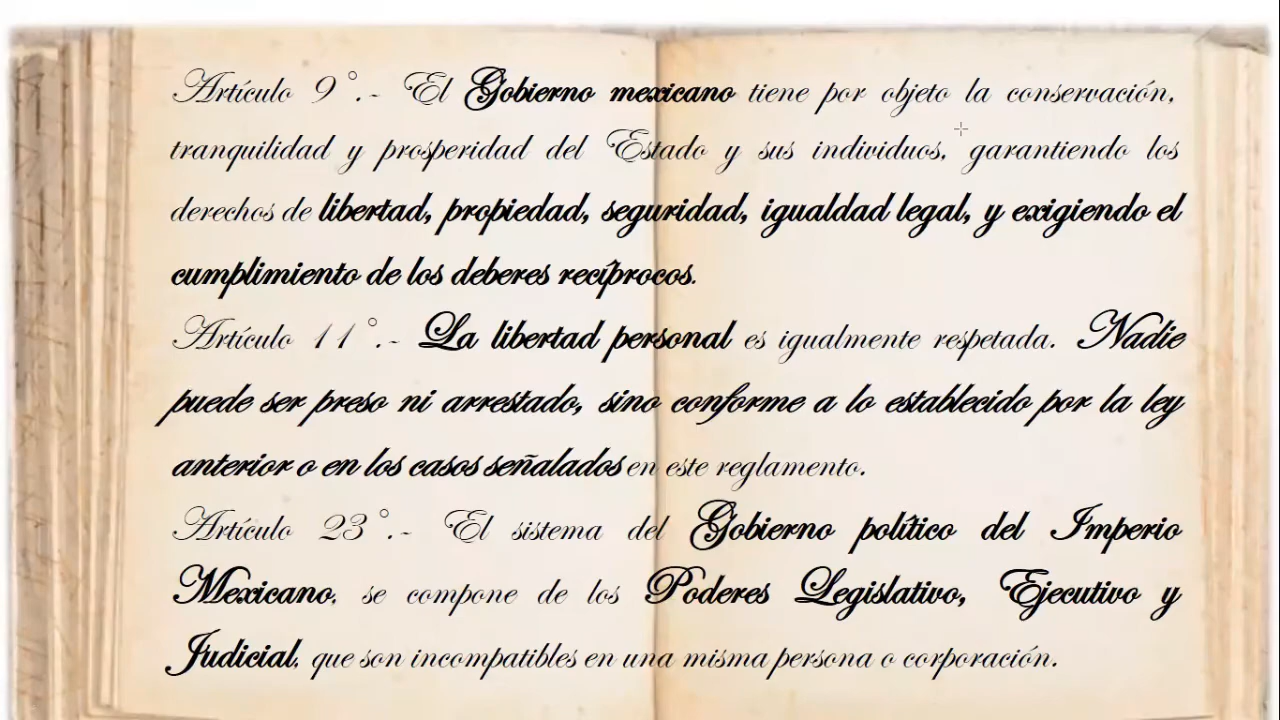 Artículo 9°.- El Gobierno mexicano tiene por objeto la conservación,
tranquilidad y prosperidad del Estado y sus individuos, garantiendo los
derechos de libertad, propiedad, seguridad, igualdad legal, y exigiendo el
cumplimiento de los deberes recíprocos.
Artículo 11°.- La libertad personal es igualmente respetada. Nadie
puede ser preso ni arrestado, sino conforme a lo establecido por la ley
anterior o en los casos señalados en este reglamento.
Artículo 23°.- El sistema del Gobierno político del Imperio
Mexicano, se compone de los Poderes Legislativo, Ejecutivo y
Judicial, que son incompatibles en una misma persona o corporación.